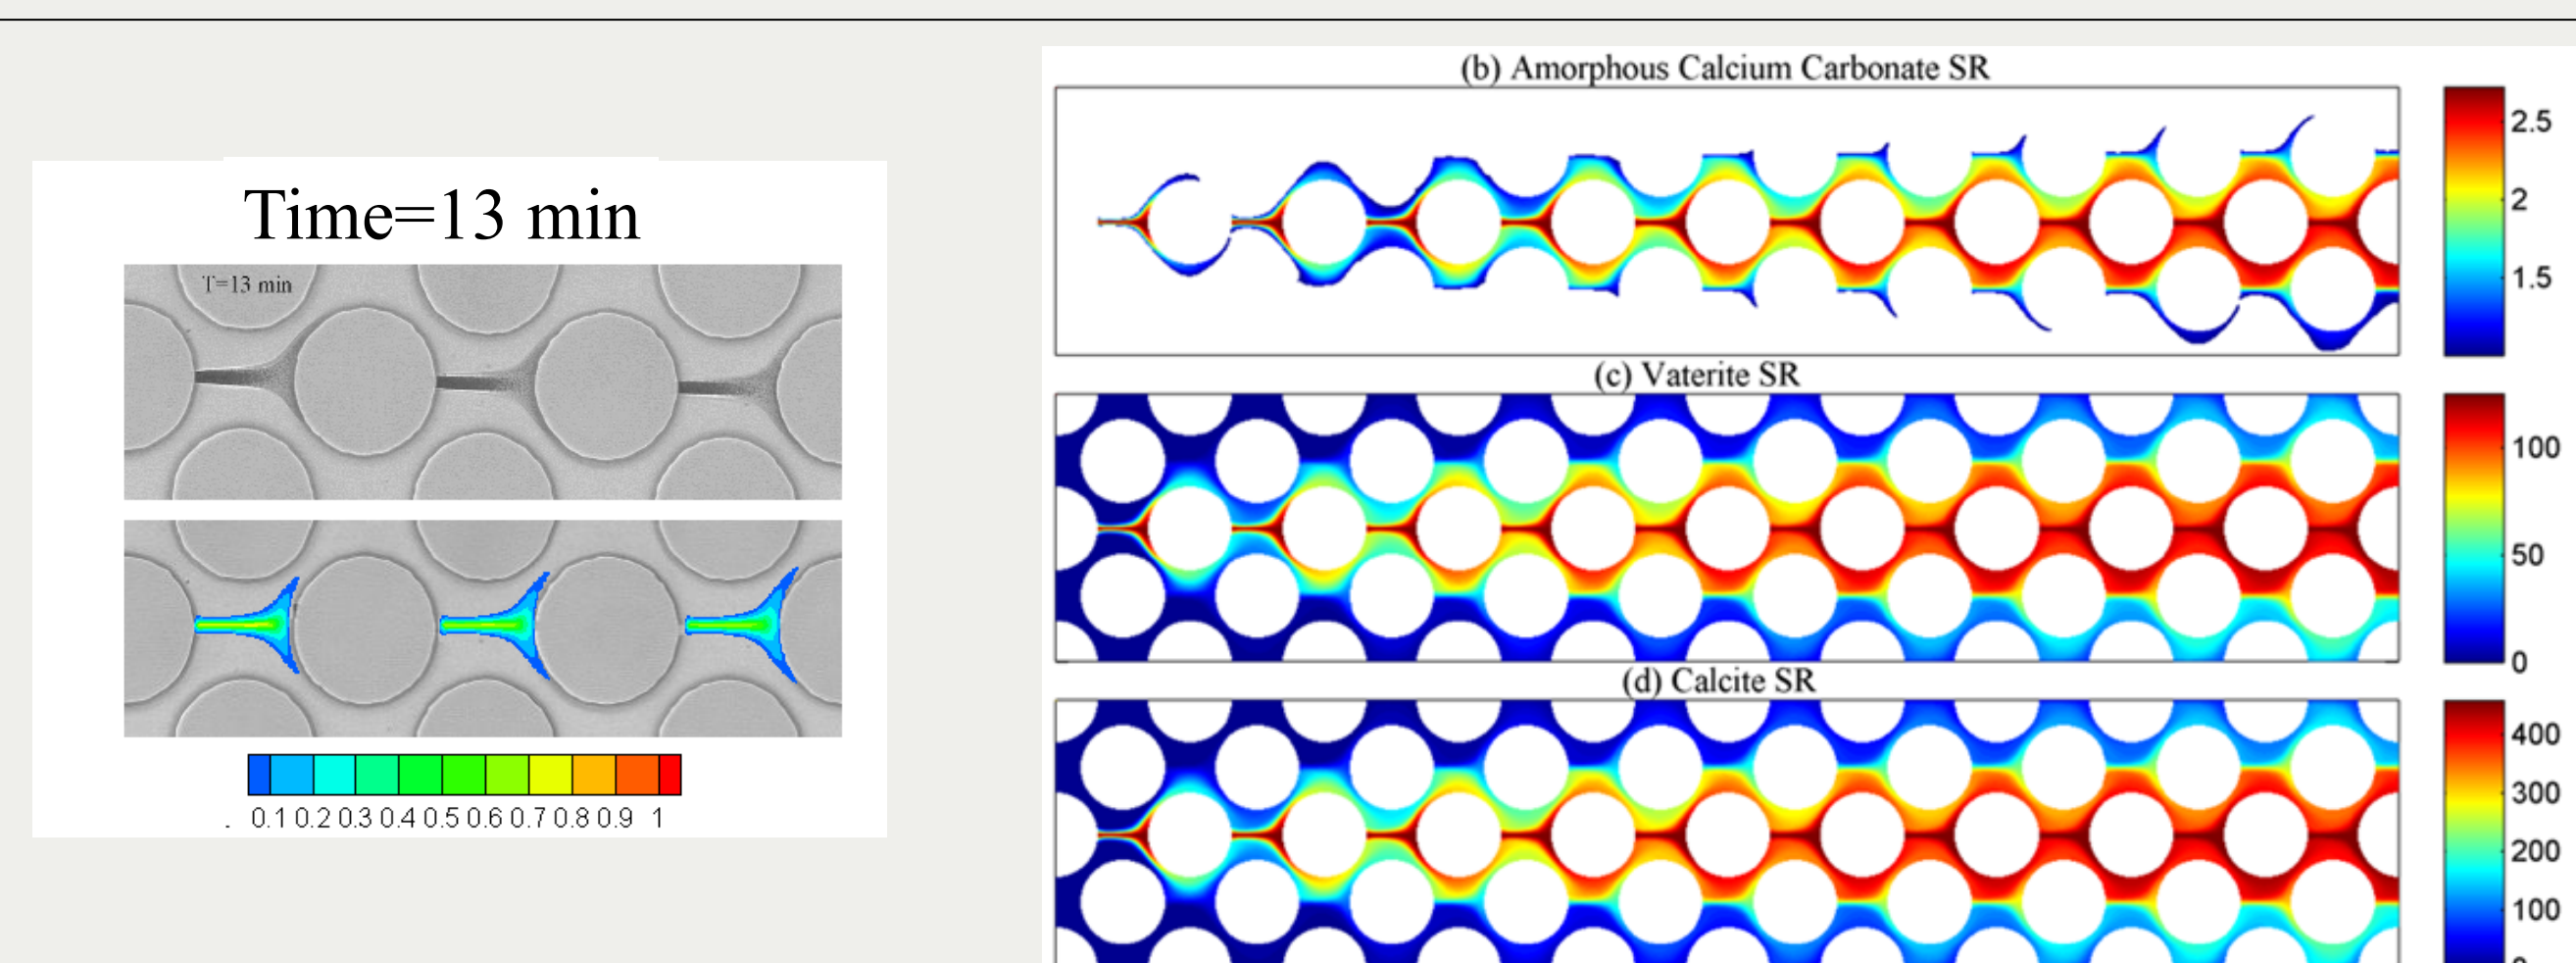 Time=13 min
T=13 min
. 0.1 0.2 0.3 0.4 0.5 0.6 0.7 0.8 0.9 1
(b) Amorphous Calcium Carbonate SR
2.5
2
1.5
(c) Vaterite SR
100
50
0
(d) Calcite SR
400
300
200
100